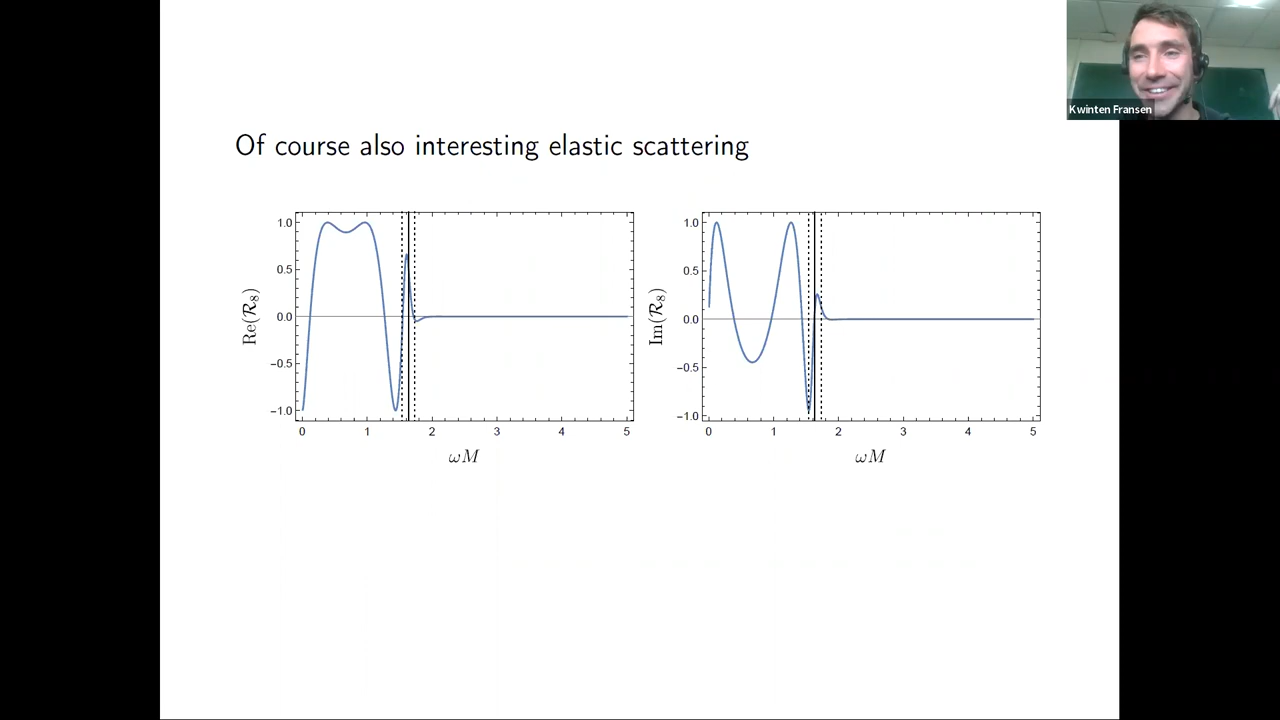 Kwinten Fransen
Of course also interesting elastic scattering
1.0
0.5
0.0
−0.5
−1.0
Re(ℛ₈)
0 1 2 3 4 5
ωM
1.0
0.5
0.0
−0.5
−1.0
Im(ℛ₈)
0 1 2 3 4 5
ωM